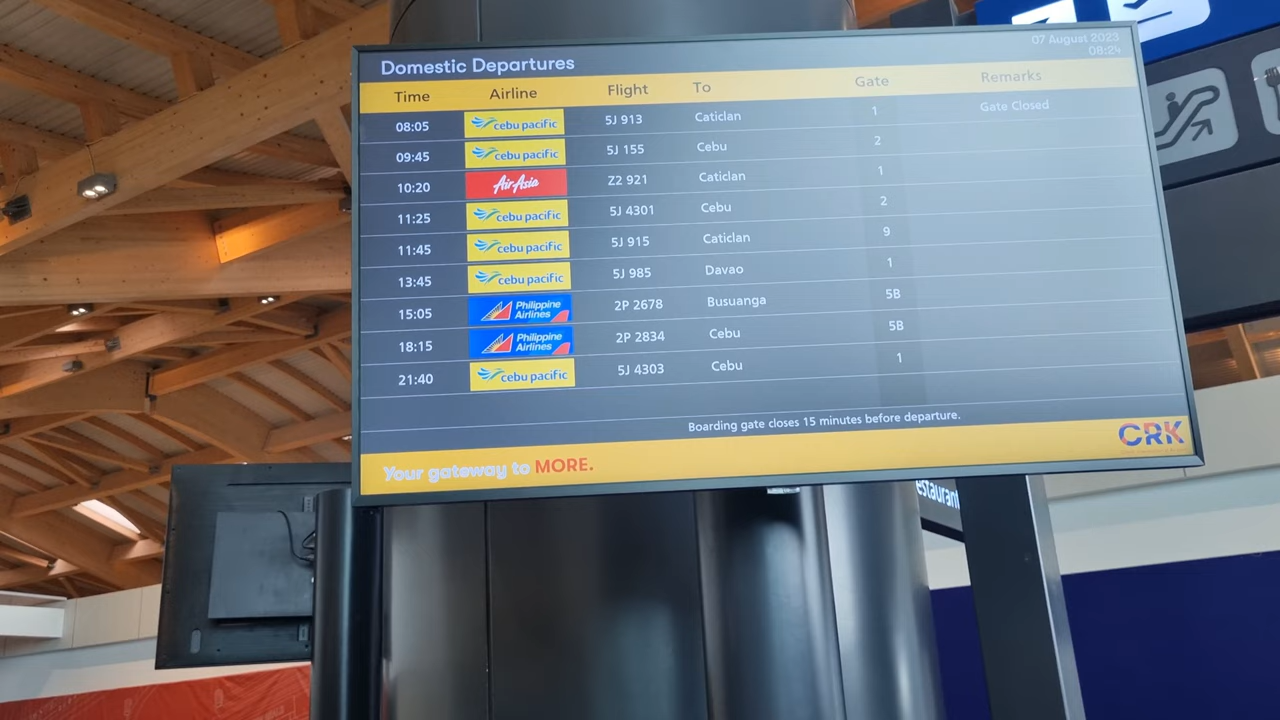 07 August 2023
08:24
Domestic Departures
Time Airline Flight To Gate Remarks
08:05 cebu pacific 5J 913 Caticlan 1 Gate Closed
09:45 cebu pacific 5J 155 Cebu 2
10:20 AirAsia Z2 921 Caticlan 1
11:25 cebu pacific 5J 4301 Cebu 2
11:45 cebu pacific 5J 915 Caticlan 9
13:45 cebu pacific 5J 985 Davao 1
15:05 Philippine Airlines 2P 2678 Busuanga 5B
18:15 Philippine Airlines 2P 2834 Cebu 5B
21:40 cebu pacific 5J 4303 Cebu 1
Boarding gate closes 15 minutes before departure.
Your gateway to MORE.
CRK
estaurant